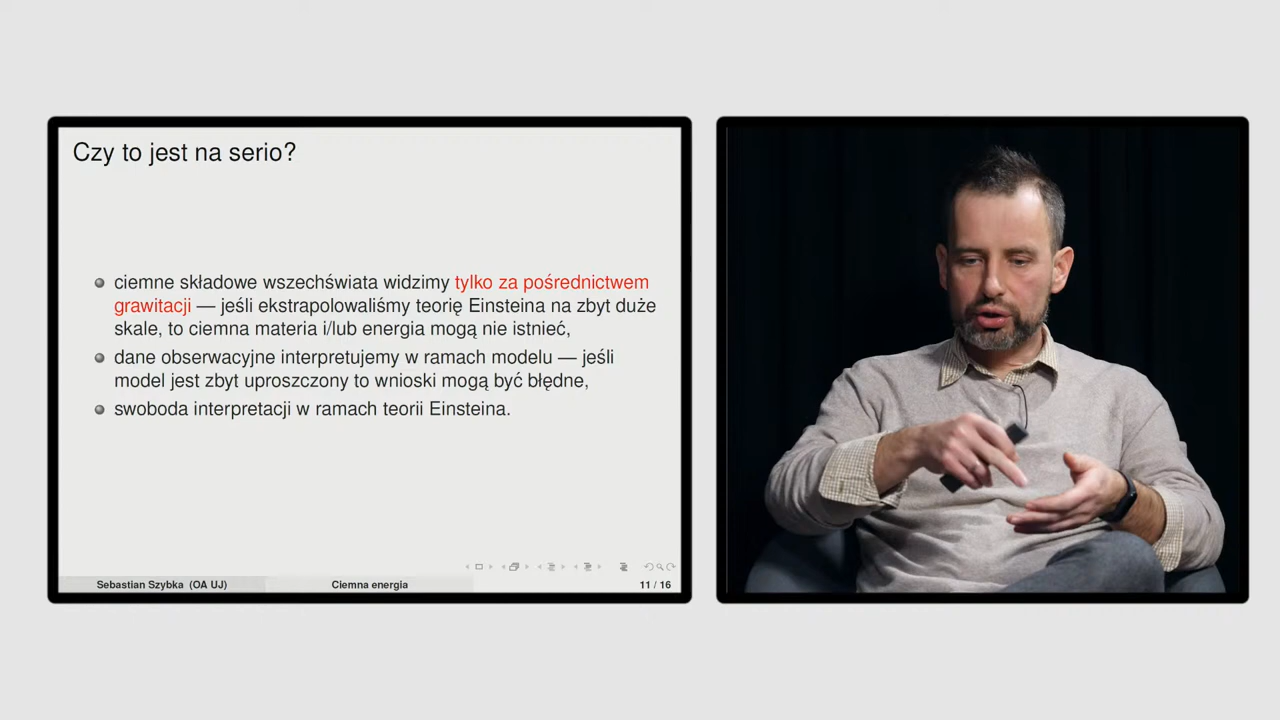 Czy to jest na serio?
ciemne składowe wszechświata widzimy tylko za pośrednictwem
grawitacji — jeśli ekstrapolowaliśmy teorię Einsteina na zbyt duże
skale, to ciemna materia i/lub energia mogą nie istnieć,
dane obserwacyjne interpretujemy w ramach modelu — jeśli
model jest zbyt uproszczony to wnioski mogą być błędne,
swoboda interpretacji w ramach teorii Einsteina.
Sebastian Szybka (OA UJ)
Ciemna energia
11 / 16